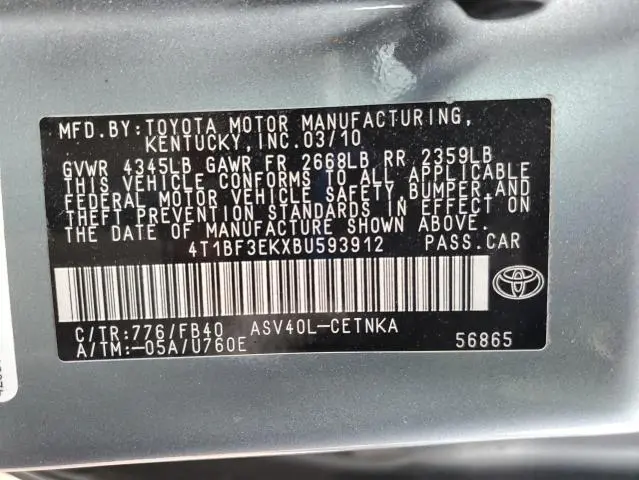 MFD.BY:TOYOTA MOTOR MANUFACTURING,
KENTUCKY,INC.03/10
GVWR 4345LB GAWR FR 2668LB RR 2359LB
THIS VEHICLE CONFORMS TO ALL APPLICABLE
FEDERAL MOTOR VEHICLE SAFETY,BUMPER AND
THEFT PREVENTION STANDARDS IN EFFECT ON
THE DATE OF MANUFACTURE SHOWN ABOVE.
4T1BF3EKXBU593912 PASS.CAR
C/TR:776/FB40 ASV40L-CETNKA
A/TM:-05A/U760E 56865